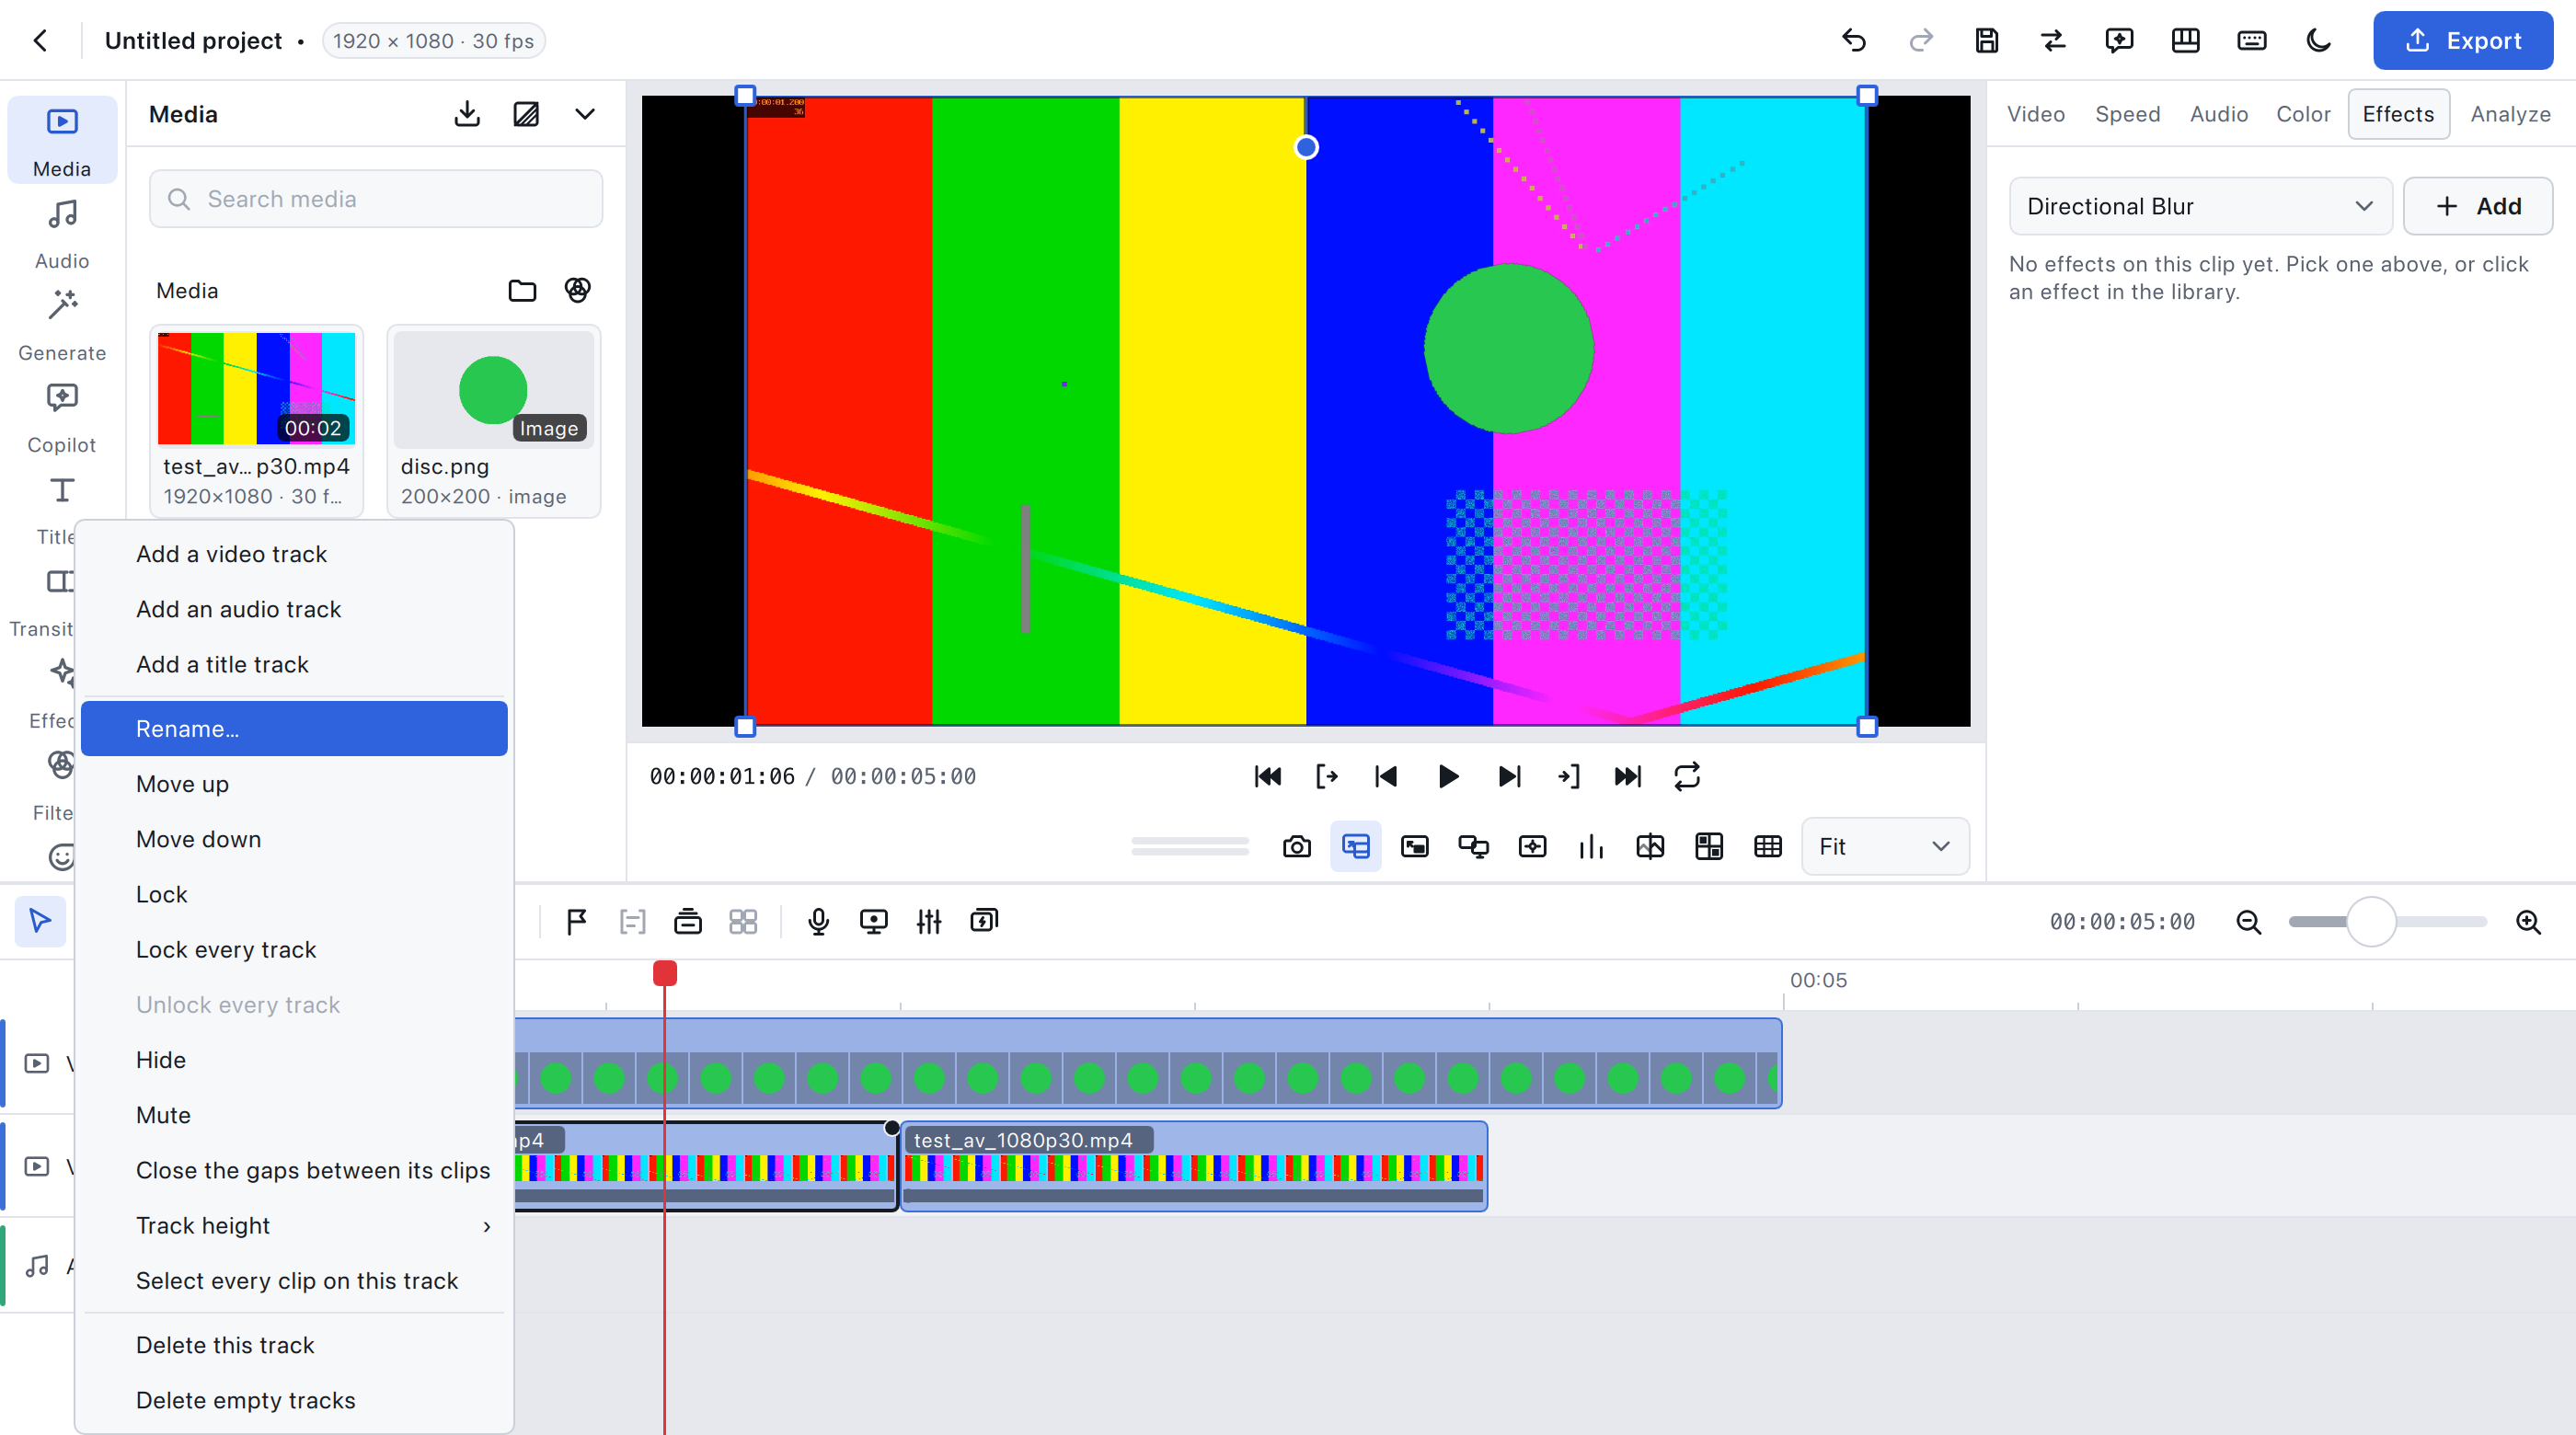 Untitled project •
1920 × 1080 · 30 fps
Export
Media
Audio
Generate
Copilot
Media
Search media
Media
00:02
test_av... p30.mp4
1920×1080 · 30 f...
Image
disc.png
200×200 · image
Add a video track
Add an audio track
Add a title track
Rename...
Move up
Move down
Lock
Lock every track
Unlock every track
Hide
Mute
Close the gaps between its clips
Track height ›
Select every clip on this track
Delete this track
Delete empty tracks
:00:01.200
36
00:00:01:06 / 00:00:05:00
Fit
Video
Speed
Audio
Color
Effects
Analyze
Directional Blur
Add
No effects on this clip yet. Pick one above, or click
an effect in the library.
00:00:05:00
00:05
test_av_1080p30.mp4